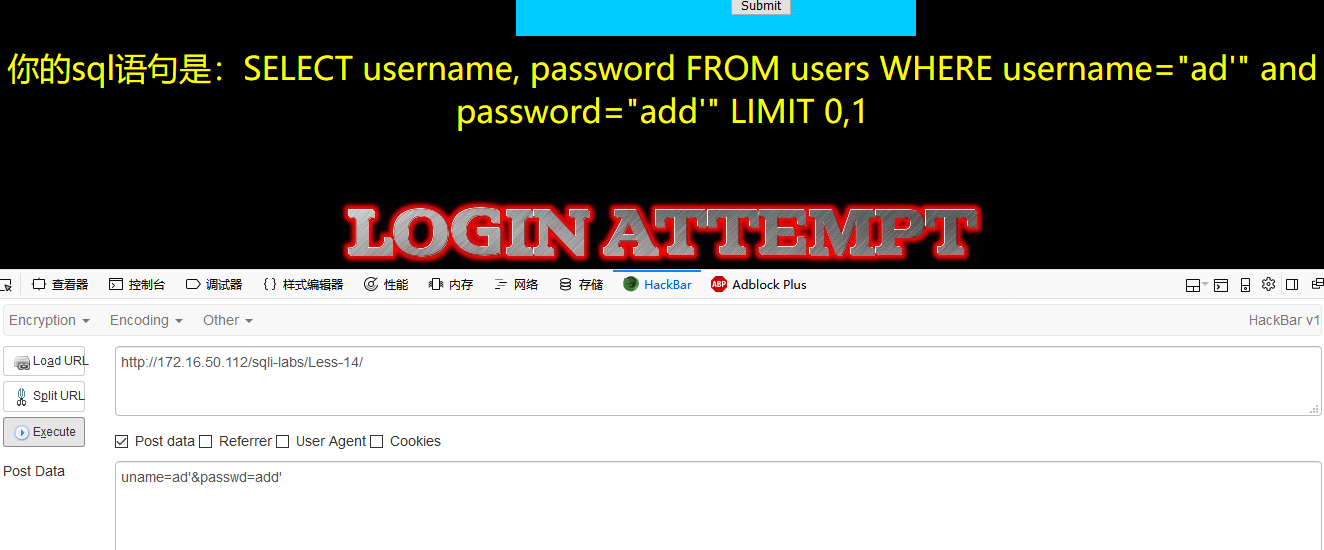 Submit
你的sql语句是：SELECT username, password FROM users WHERE username="ad'" and
password="add'" LIMIT 0,1
LOGIN ATTEMPT
查看器 控制台 调试器 {} 样式编辑器 性能 内存 网络 存储 HackBar ABP Adblock Plus
Encryption Encoding Other HackBar v1
Load URL http://172.16.50.112/sqli-labs/Less-14/
Split URL
Execute
Post data Referrer User Agent Cookies
Post Data uname=ad'&passwd=add'